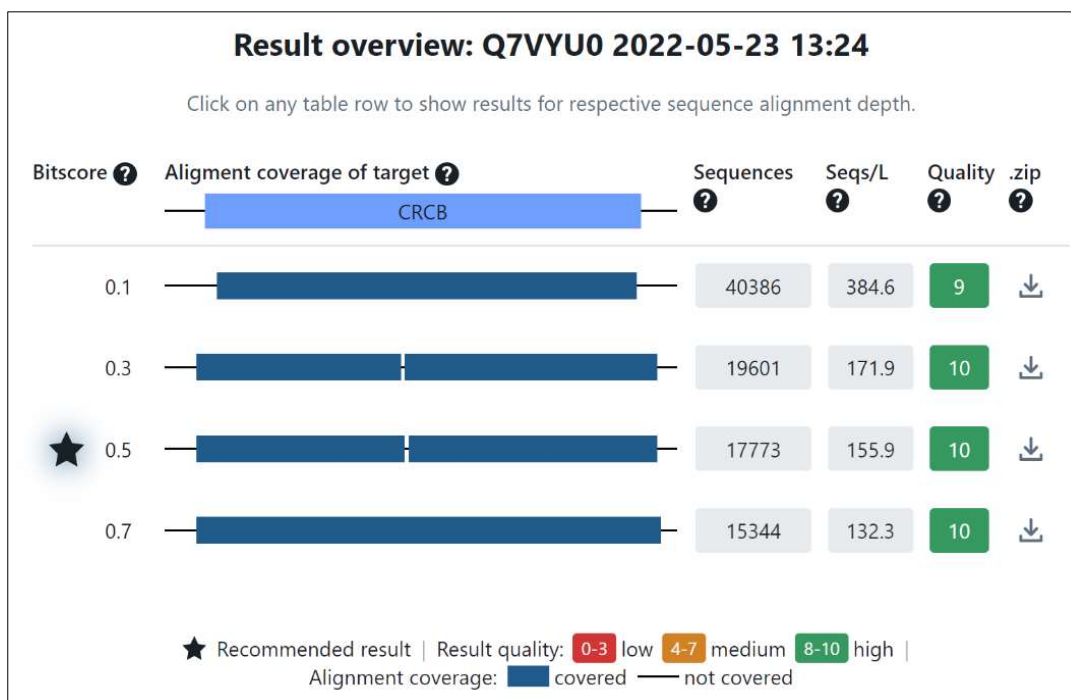 Result overview: Q7VYU0 2022-05-23 13:24
Click on any table row to show results for respective sequence alignment depth.
Bitscore ? Aligment coverage of target ? Sequences ? Seqs/L ? Quality ? .zip ?
CRCB
0.1 40386 384.6 9
0.3 19601 171.9 10
0.5 17773 155.9 10
0.7 15344 132.3 10
Recommended result | Result quality: 0-3 low 4-7 medium 8-10 high |
Alignment coverage: covered not covered